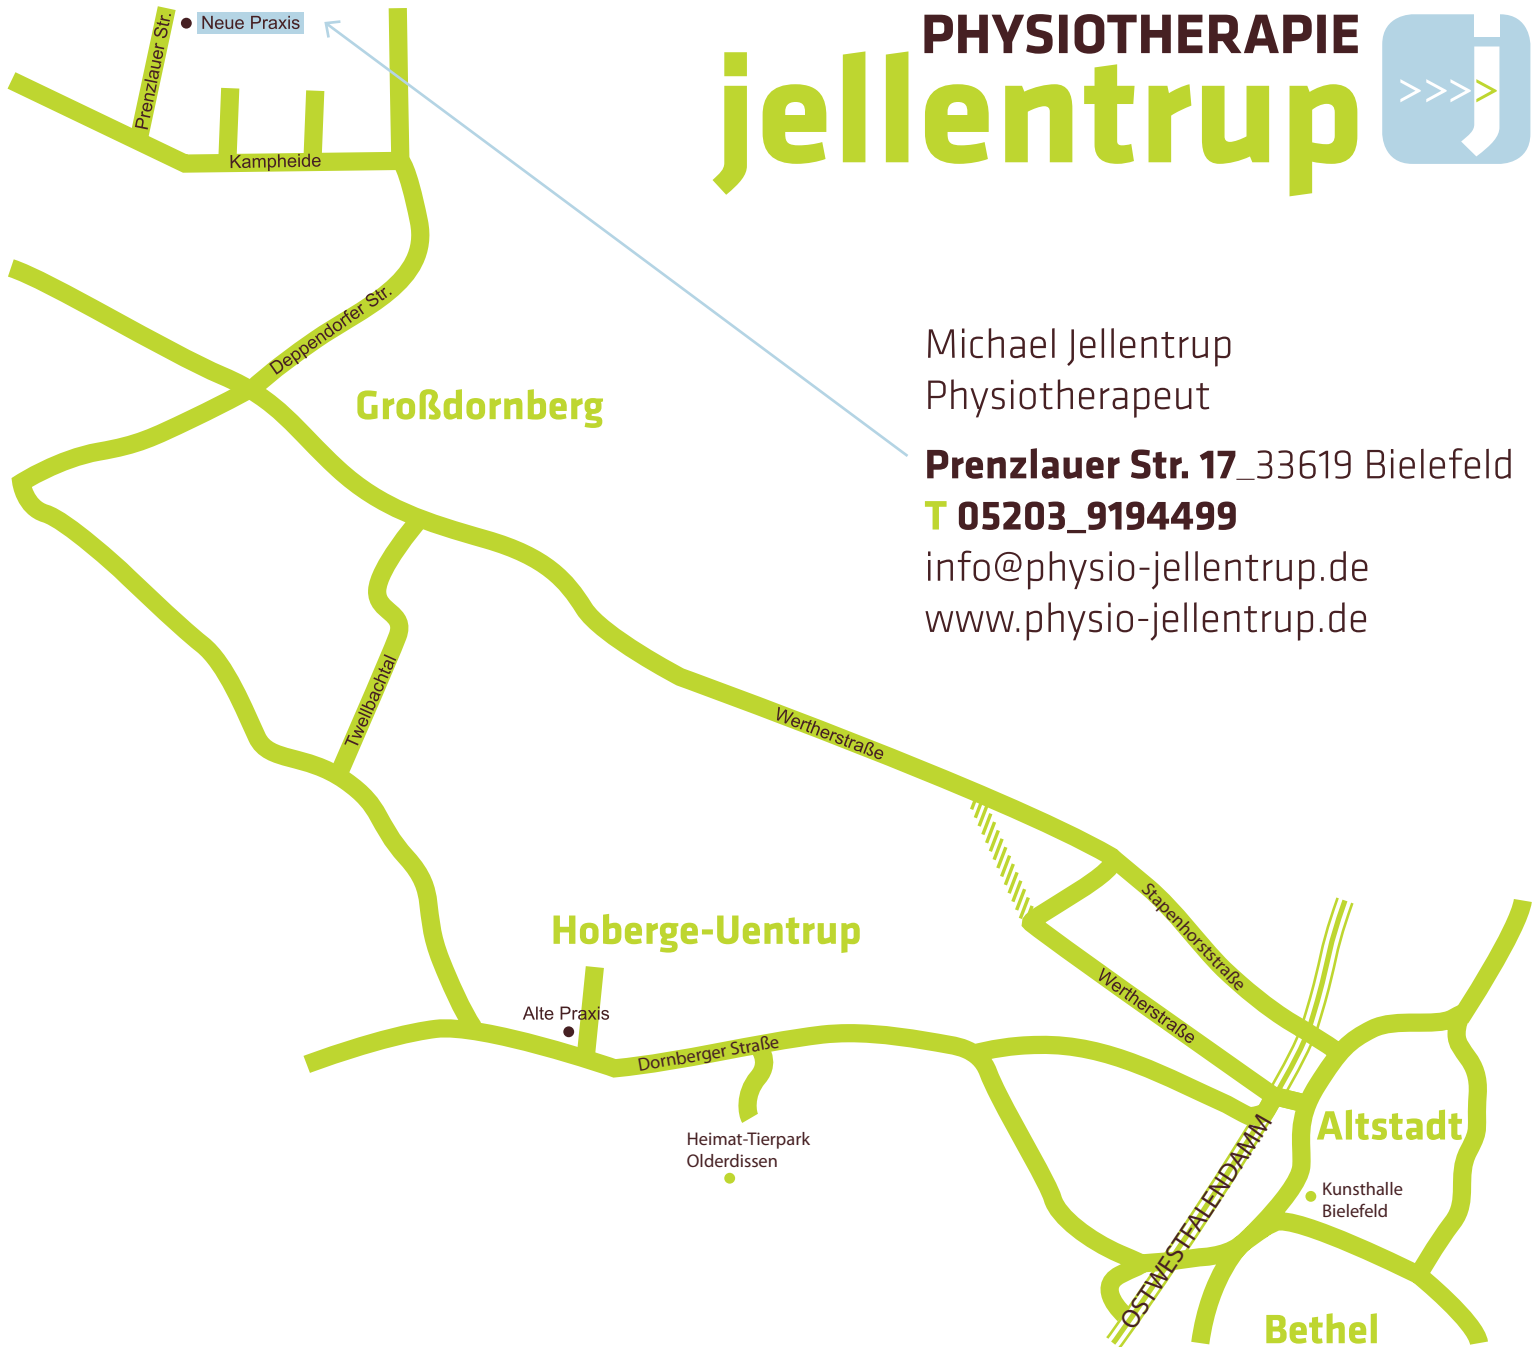 PHYSIOTHERAPIE
jellentrup
>>>> j
Prenzlauer Str.
Neue Praxis
Kampheide
Deppendorfer Str.
Großdornberg
Michael Jellentrup
Physiotherapeut
Prenzlauer Str. 17_33619 Bielefeld
T 05203_9194499
info@physio-jellentrup.de
www.physio-jellentrup.de
Twellbachtal
Wertherstraße
Stapenhorststraße
Hoberge-Uentrup
Wertherstraße
Alte Praxis
Dornberger Straße
Altstadt
Heimat-Tierpark
Olderdissen
OSTWESTFALENDAMM
Kunsthalle
Bielefeld
Bethel